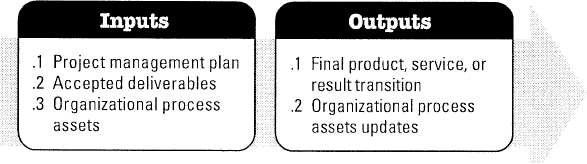 Inputs
.1 Project management plan
.2 Accepted deliverables
.3 Organizational process
assets
Outputs
.1 Final product, service, or
result transition
.2 Organizational process
assets updates